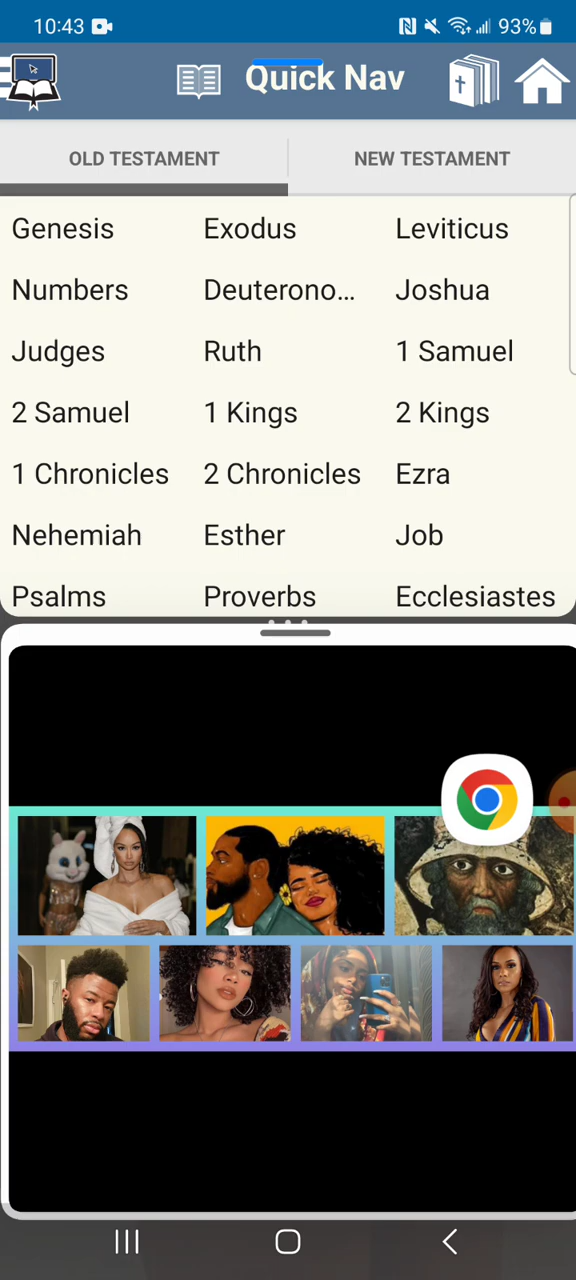 10:43 93%
Quick Nav
OLD TESTAMENT NEW TESTAMENT
Genesis Exodus Leviticus
Numbers Deuterono... Joshua
Judges Ruth 1 Samuel
2 Samuel 1 Kings 2 Kings
1 Chronicles 2 Chronicles Ezra
Nehemiah Esther Job
Psalms Proverbs Ecclesiastes